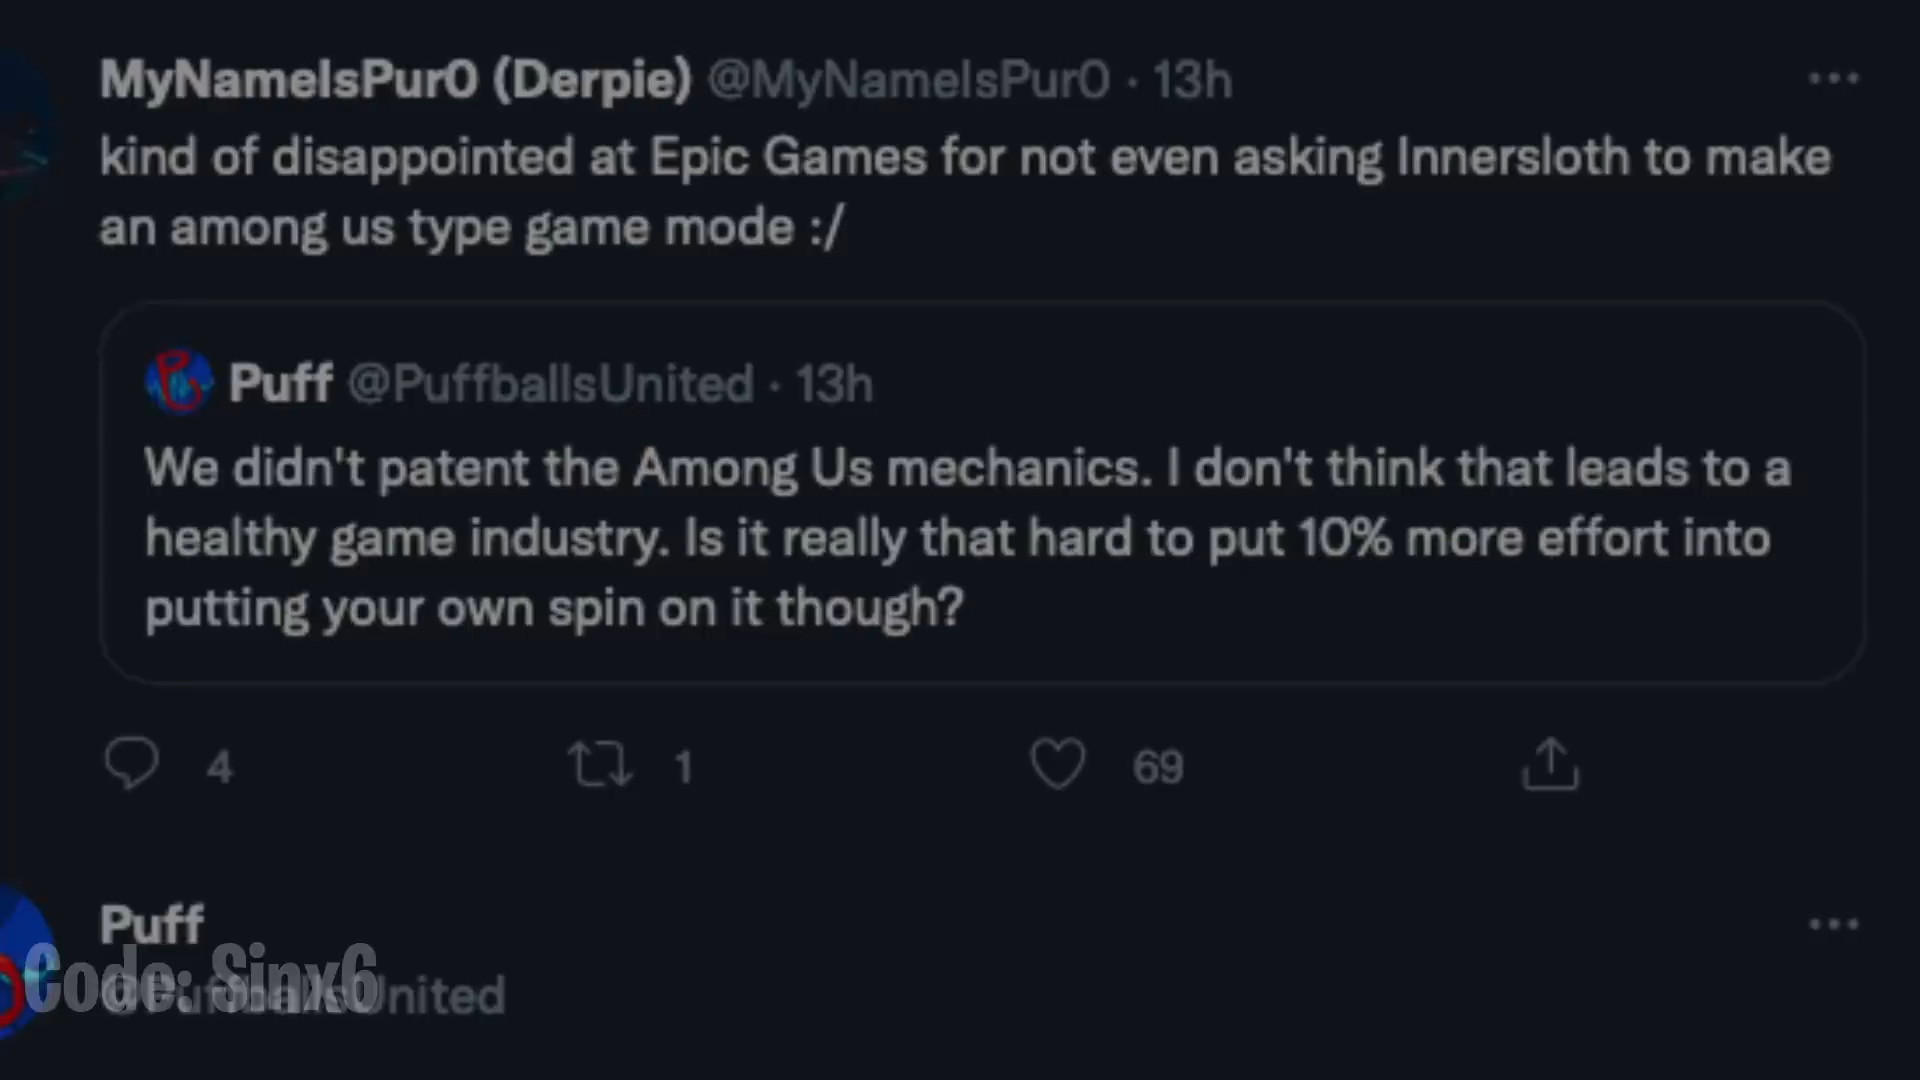 MyNameIsPur0 (Derpie) @MyNameIsPur0 · 13h
kind of disappointed at Epic Games for not even asking Innersloth to make
an among us type game mode :/
Puff @PuffballsUnited · 13h
We didn't patent the Among Us mechanics. I don't think that leads to a
healthy game industry. Is it really that hard to put 10% more effort into
putting your own spin on it though?
4 1 69
Puff
@PuffballsUnited
Code: Sinx6